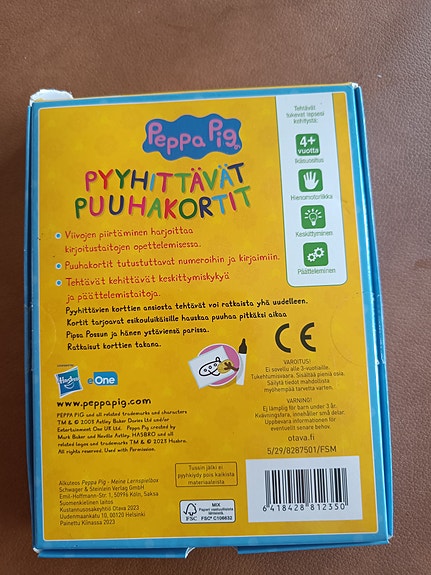 Peppa Pig
PYYHITTÄVÄT
PUUHAKORTIT
• Viivojen piirtäminen harjoittaa
kirjoitustaitojen opettelemisessa.
• Puuhakortit tutustuttavat numeroihin ja kirjaimiin.
• Tehtävät kehittävät keskittymiskykyä
ja päättelemistaitoja.
Pyyhittävien korttien ansiosta tehtävät voi ratkaista yhä uudelleen.
Kortit tarjoavat esikouluikäisille hauskaa puuhaa pitkäksi aikaa
Pipsa Possun ja hänen ystäviensä parissa.
Ratkaisut korttien takana.
Tehtävät
tukevat lapsesi
kehitystä:
4+
vuotta
Ikäsuositus
Hienomotoriikka
Keskittyminen
Päätteleminen
Hasbro
eOne
www.peppapig.com
PEPPA PIG and all related trademarks and characters
TM & © 2003 Astley Baker Davies Ltd and/or
Entertainment One UK Ltd. Peppa Pig created by
Mark Baker and Neville Astley. HASBRO and all
related logos and trademarks TM & © 2023 Hasbro.
All rights reserved. Used with Permission.
CE
VAROITUS!
Ei sovellu alle 3-vuotiaille.
Tukehtumisvaara. Sisältää pieniä osia.
Säilytä tiedot mahdollista
myöhempää tarvetta varten.
VARNING!
Ej lämplig för barn under 3 år.
Kvävningsfara, innehåller små delar.
Uppbevara informationen för
eventuellt senare behov.
otava.fi
5/29/8287501/FSM
Alkuteos Peppa Pig - Meine Lernspielbox
Schwager & Steinlein Verlag GmbH
Emil-Hoffmann-Str. 1, 50996 Köln, Saksa
Suomenkielinen laitos
Kustannusosakeyhtiö Otava 2023
Uudenmaankatu 10, 00120 Helsinki
Painettu Kiinassa 2023
Tussin jälki ei
pyyhkiydy pois kaikista
materiaaleista
FSC
MIX
FSC® C106632
6 418428 812350